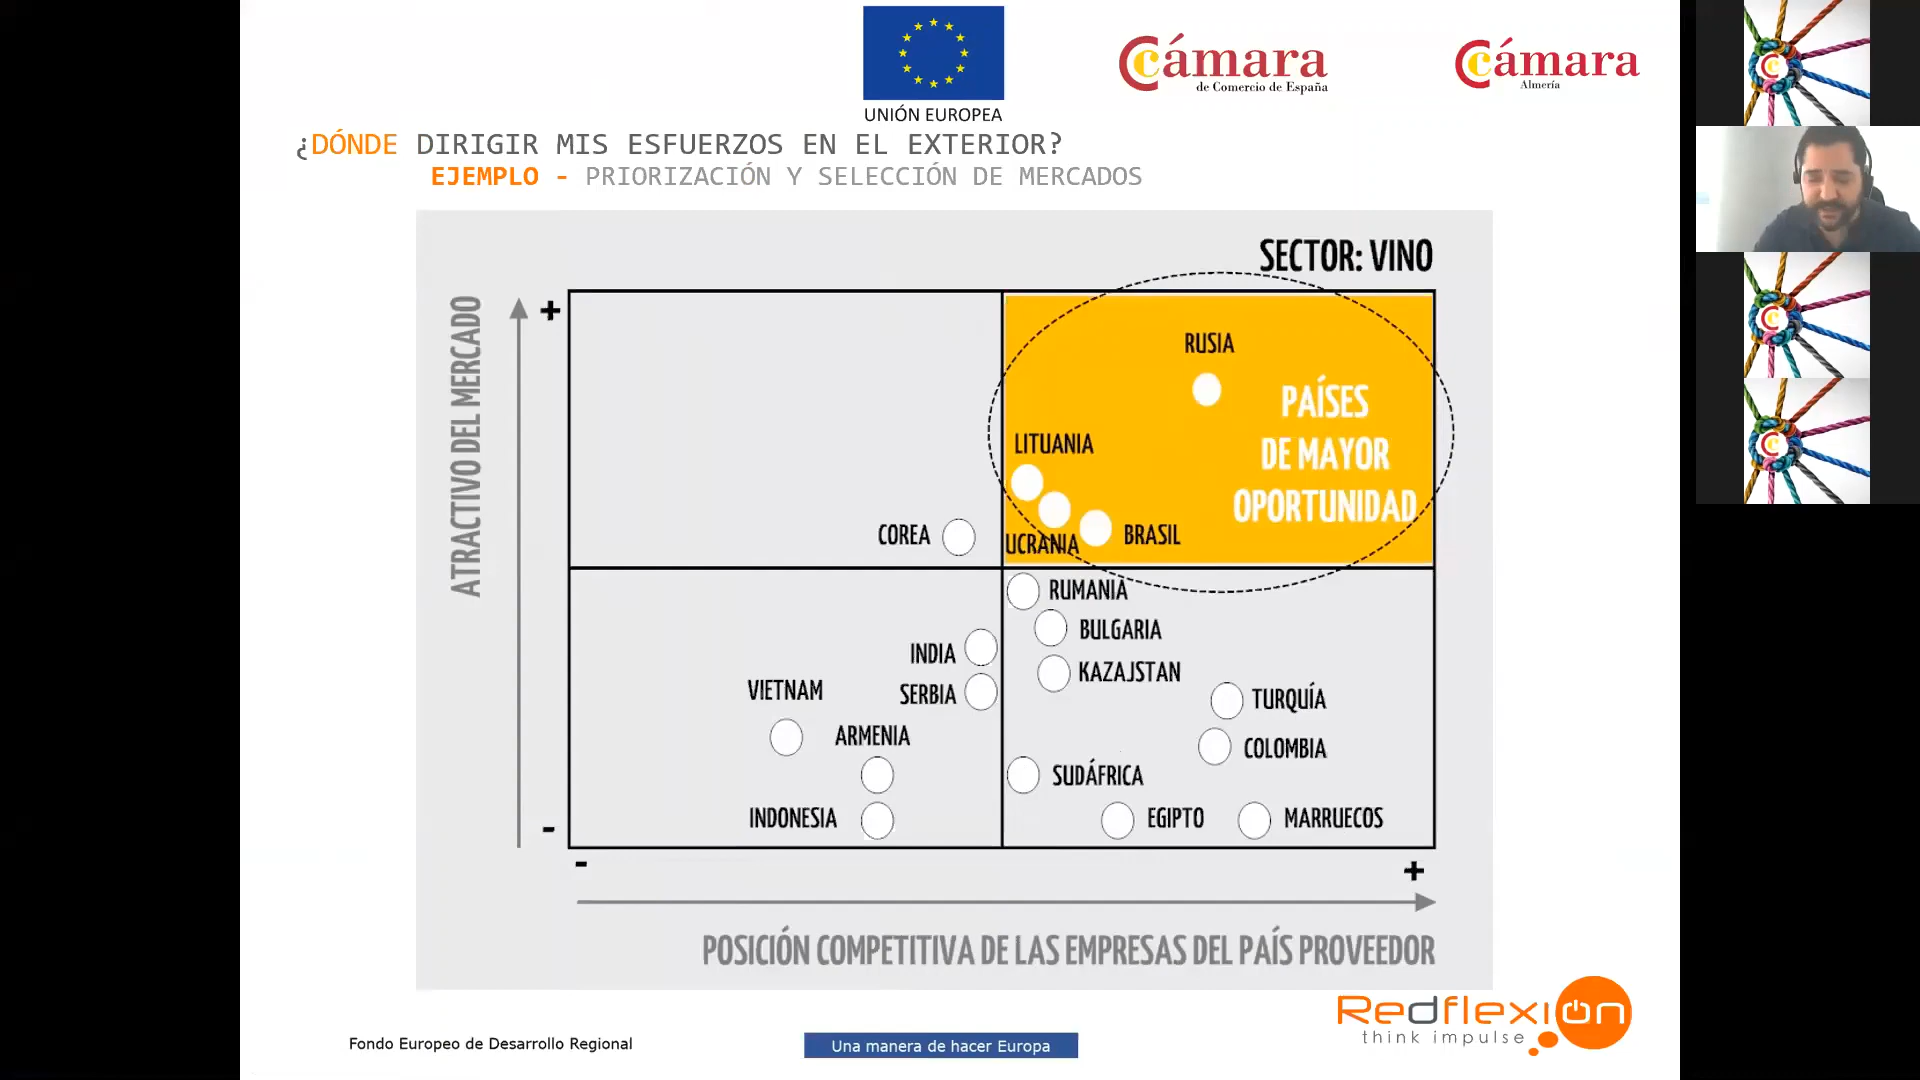 UNIÓN EUROPEA
Cámara
de Comercio de España
Cámara
Almería
¿DÓNDE DIRIGIR MIS ESFUERZOS EN EL EXTERIOR?
EJEMPLO - PRIORIZACIÓN Y SELECCIÓN DE MERCADOS
SECTOR: VINO
ATRACTIVO DEL MERCADO
+
-
RUSIA
PAÍSES
DE MAYOR
OPORTUNIDAD
LITUANIA
COREA
UCRANIA
BRASIL
RUMANIA
BULGARIA
INDIA
KAZAJSTAN
VIETNAM
SERBIA
TURQUÍA
ARMENIA
COLOMBIA
SUDÁFRICA
INDONESIA
EGIPTO
MARRUECOS
-
+
POSICIÓN COMPETITIVA DE LAS EMPRESAS DEL PAÍS PROVEEDOR
Redflexion
think impulse
Fondo Europeo de Desarrollo Regional
Una manera de hacer Europa